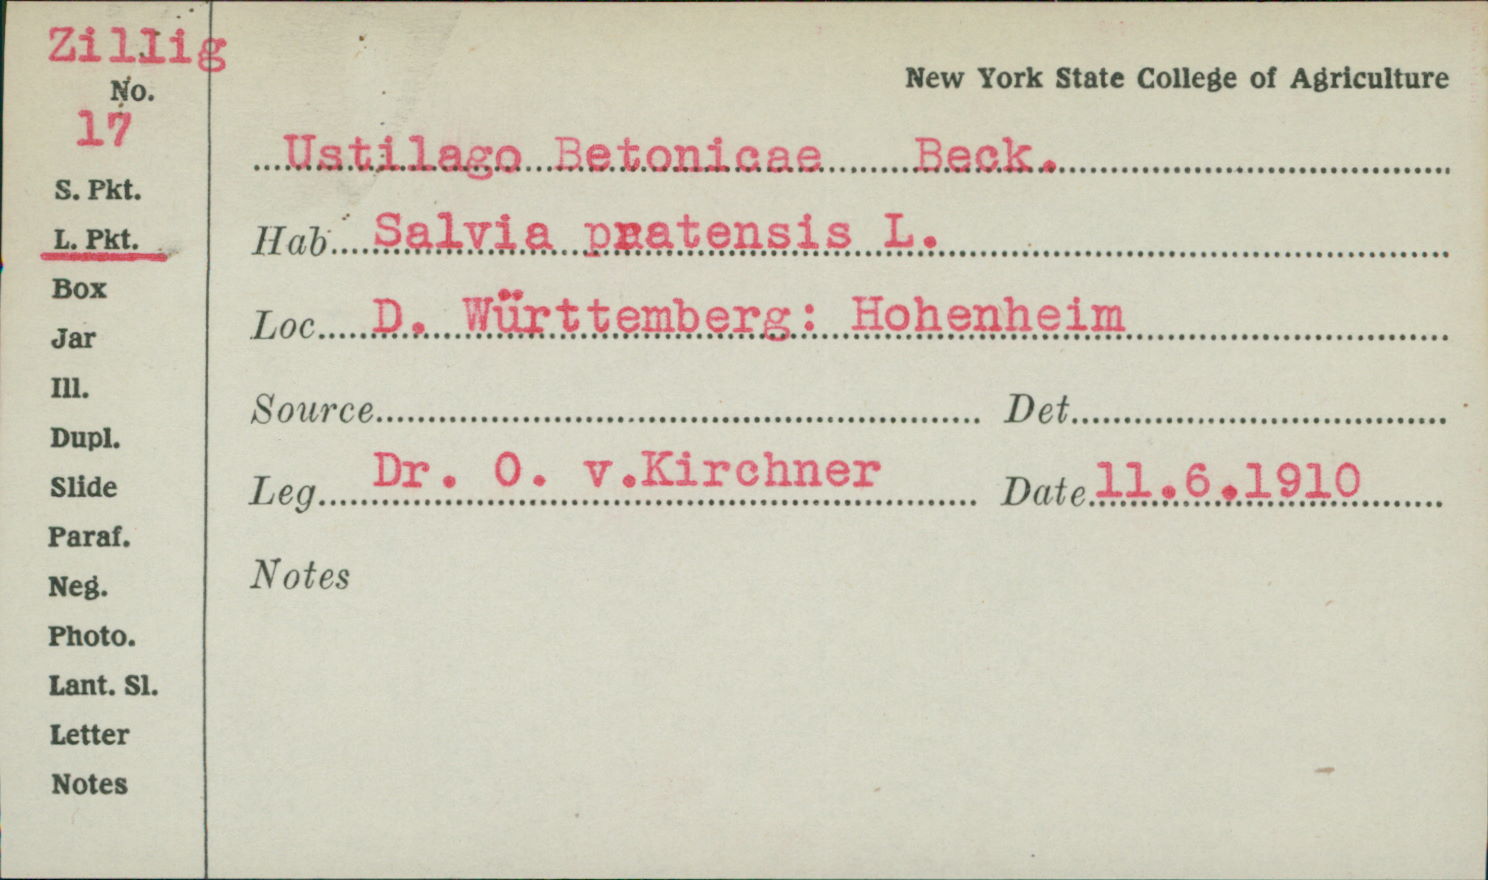 Zillig
No.
17
S. Pkt.
L. Pkt.
Box
Jar
Ill.
Dupl.
Slide
Paraf.
Neg.
Photo.
Lant. Sl.
Letter
Notes
New York State College of Agriculture
Ustilago Betonicae Beck.
Hab. Salvia pratensis L.
Loc. D. Württemberg: Hohenheim
Source Det.
Leg. Dr. O. v.Kirchner Date 11.6.1910
Notes